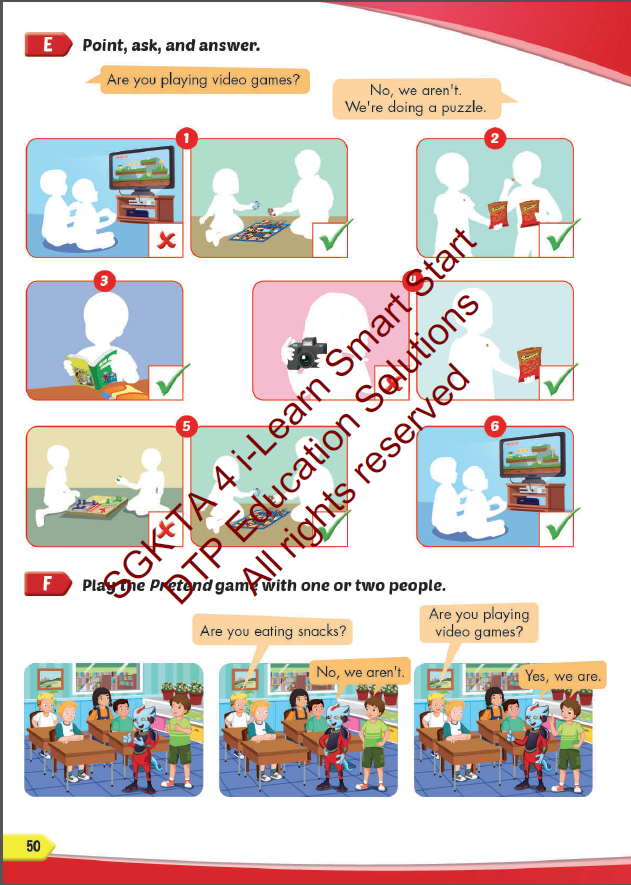 E Point, ask, and answer.
Are you playing video games?
No, we aren't.
We're doing a puzzle.
1
2
3
5
6
SGK TA 4 i-Learn Smart Start
DTP Education Solutions
All rights reserved
F Play the Pretend game with one or two people.
Are you eating snacks?
No, we aren't.
Are you playing
video games?
Yes, we are.
50